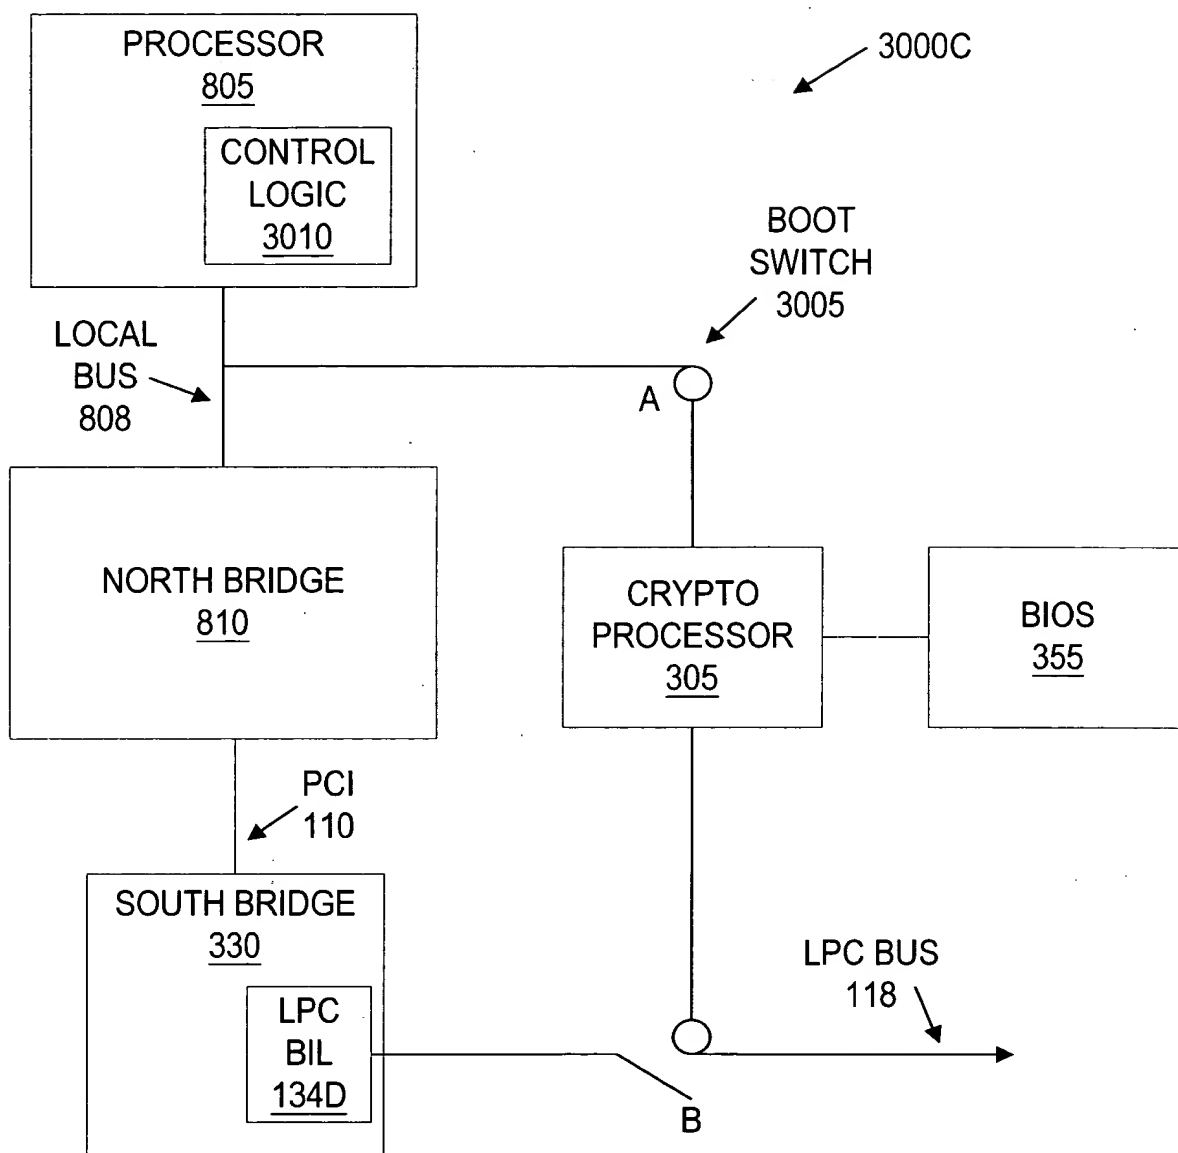 PROCESSOR
805
CONTROL
LOGIC
3010
3000C
BOOT
SWITCH
3005
LOCAL
BUS
808
A
NORTH BRIDGE
810
CRYPTO
PROCESSOR
305
BIOS
355
PCI
110
SOUTH BRIDGE
330
LPC
BIL
134D
B
LPC BUS
118